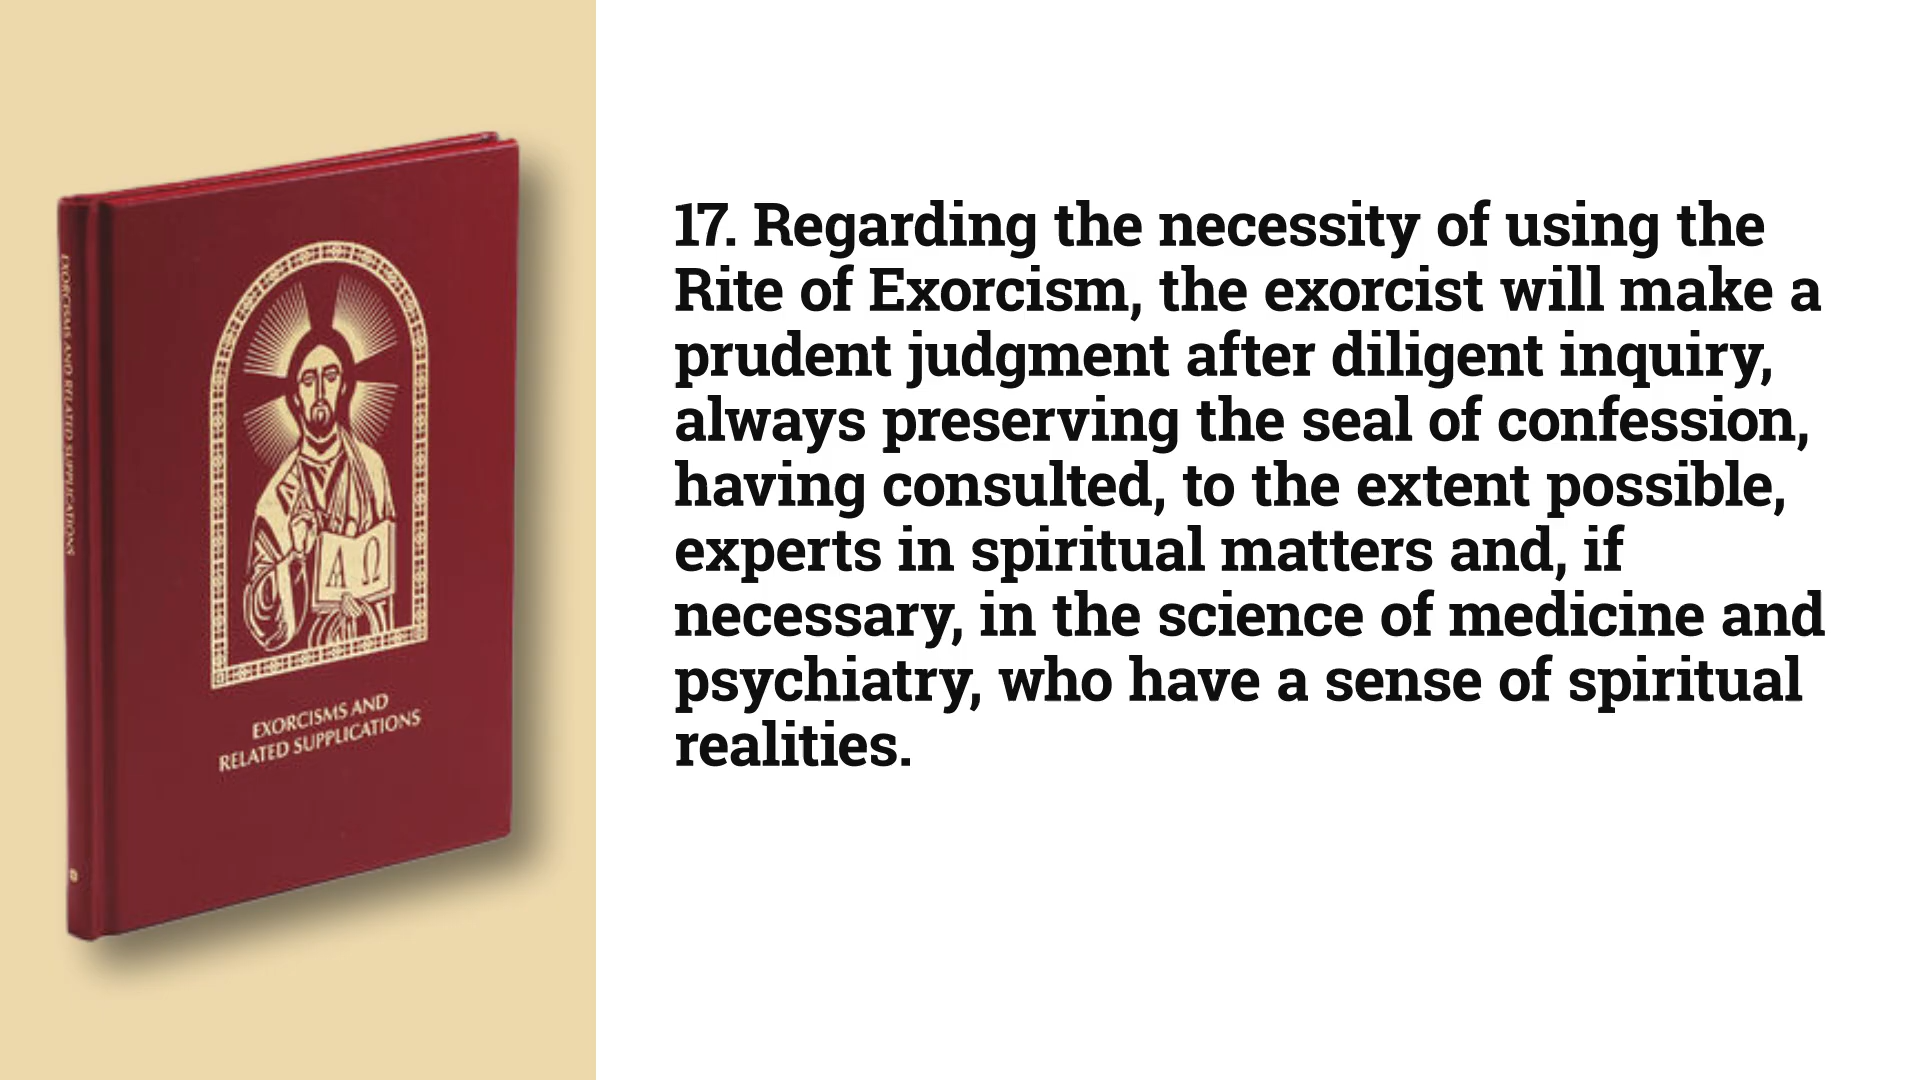 EXORCISMS AND RELATED SUPPLICATIONS
A Ω
EXORCISMS AND
RELATED SUPPLICATIONS
17. Regarding the necessity of using the
Rite of Exorcism, the exorcist will make a
prudent judgment after diligent inquiry,
always preserving the seal of confession,
having consulted, to the extent possible,
experts in spiritual matters and, if
necessary, in the science of medicine and
psychiatry, who have a sense of spiritual
realities.